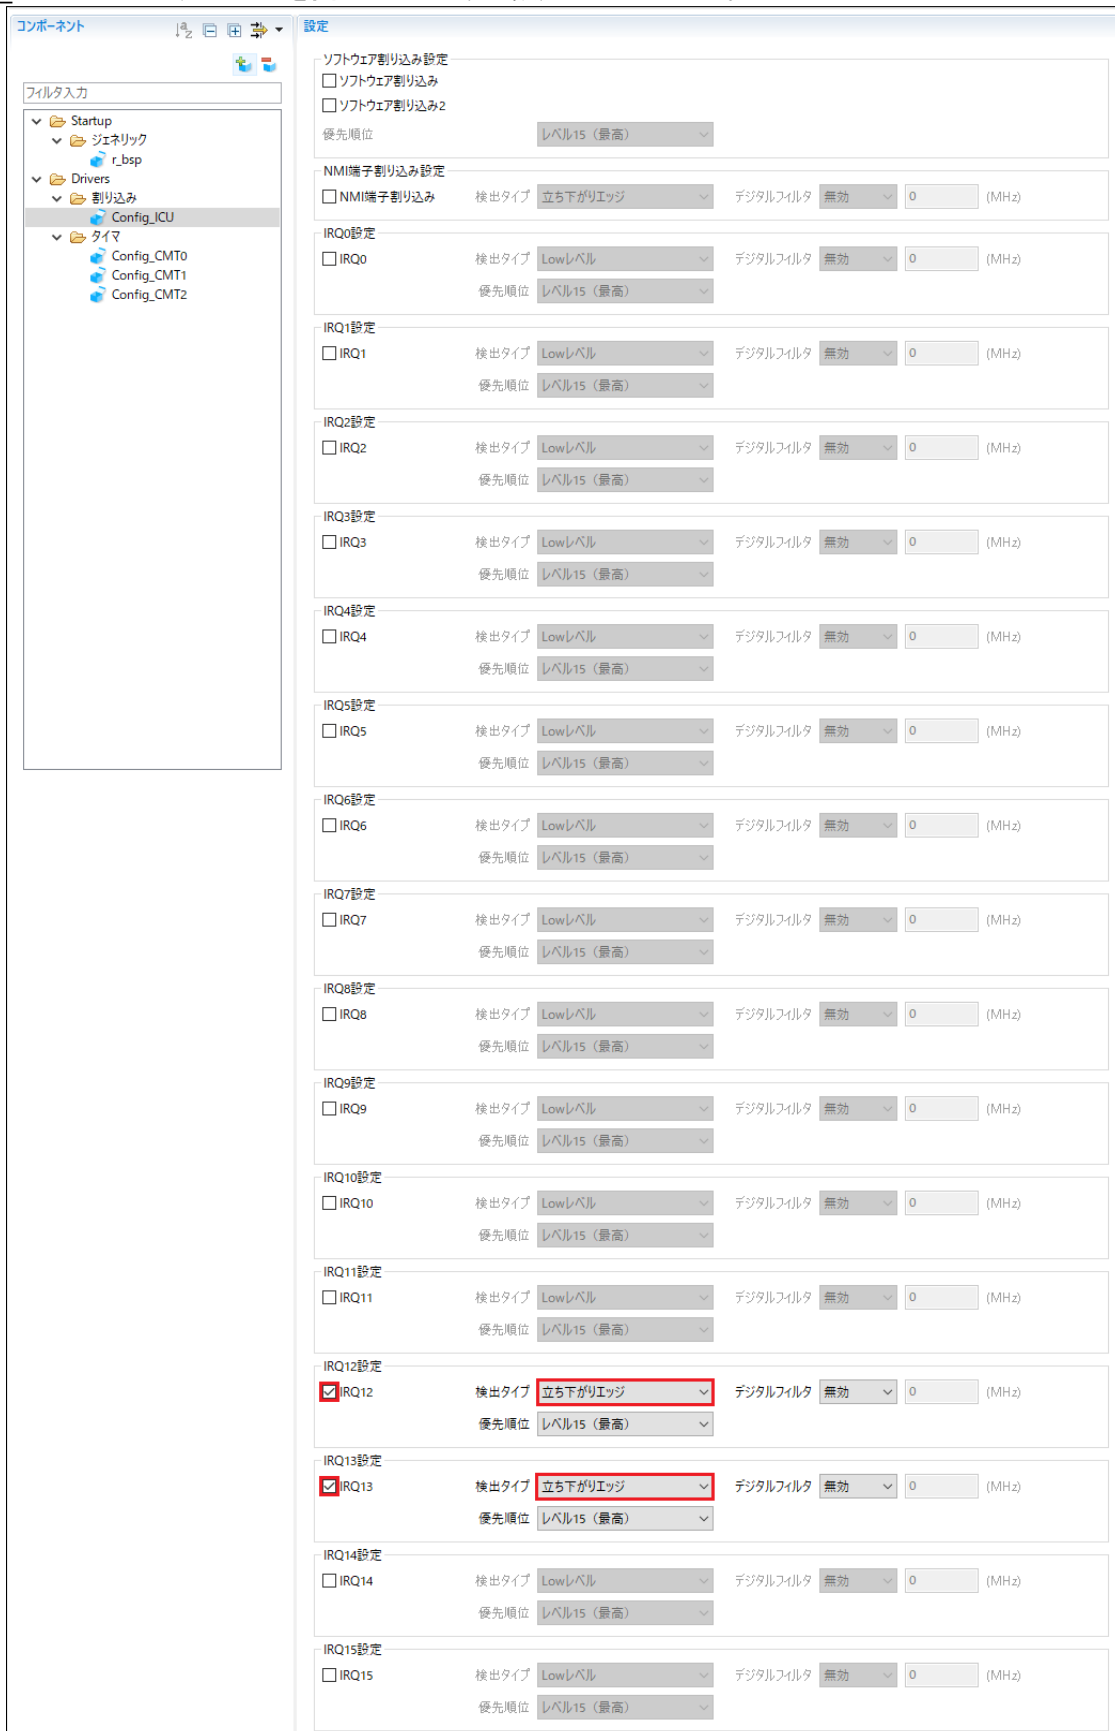 コンポーネント
フィルタ入力
Startup
ジェネリック
r_bsp
Drivers
割り込み
Config_ICU
タイマ
Config_CMT0
Config_CMT1
Config_CMT2
設定
ソフトウェア割り込み設定
ソフトウェア割り込み
ソフトウェア割り込み2
優先順位 レベル15（最高）
NMI端子割り込み設定
NMI端子割り込み 検出タイプ 立ち下がりエッジ デジタルフィルタ 無効 0 (MHz)
IRQ0設定
IRQ0 検出タイプ Lowレベル デジタルフィルタ 無効 0 (MHz)
優先順位 レベル15（最高）
IRQ1設定
IRQ1 検出タイプ Lowレベル デジタルフィルタ 無効 0 (MHz)
優先順位 レベル15（最高）
IRQ2設定
IRQ2 検出タイプ Lowレベル デジタルフィルタ 無効 0 (MHz)
優先順位 レベル15（最高）
IRQ3設定
IRQ3 検出タイプ Lowレベル デジタルフィルタ 無効 0 (MHz)
優先順位 レベル15（最高）
IRQ4設定
IRQ4 検出タイプ Lowレベル デジタルフィルタ 無効 0 (MHz)
優先順位 レベル15（最高）
IRQ5設定
IRQ5 検出タイプ Lowレベル デジタルフィルタ 無効 0 (MHz)
優先順位 レベル15（最高）
IRQ6設定
IRQ6 検出タイプ Lowレベル デジタルフィルタ 無効 0 (MHz)
優先順位 レベル15（最高）
IRQ7設定
IRQ7 検出タイプ Lowレベル デジタルフィルタ 無効 0 (MHz)
優先順位 レベル15（最高）
IRQ8設定
IRQ8 検出タイプ Lowレベル デジタルフィルタ 無効 0 (MHz)
優先順位 レベル15（最高）
IRQ9設定
IRQ9 検出タイプ Lowレベル デジタルフィルタ 無効 0 (MHz)
優先順位 レベル15（最高）
IRQ10設定
IRQ10 検出タイプ Lowレベル デジタルフィルタ 無効 0 (MHz)
優先順位 レベル15（最高）
IRQ11設定
IRQ11 検出タイプ Lowレベル デジタルフィルタ 無効 0 (MHz)
優先順位 レベル15（最高）
IRQ12設定
IRQ12 検出タイプ 立ち下がりエッジ デジタルフィルタ 無効 0 (MHz)
優先順位 レベル15（最高）
IRQ13設定
IRQ13 検出タイプ 立ち下がりエッジ デジタルフィルタ 無効 0 (MHz)
優先順位 レベル15（最高）
IRQ14設定
IRQ14 検出タイプ Lowレベル デジタルフィルタ 無効 0 (MHz)
優先順位 レベル15（最高）
IRQ15設定
IRQ15 検出タイプ Lowレベル デジタルフィルタ 無効 0 (MHz)
優先順位 レベル15（最高）